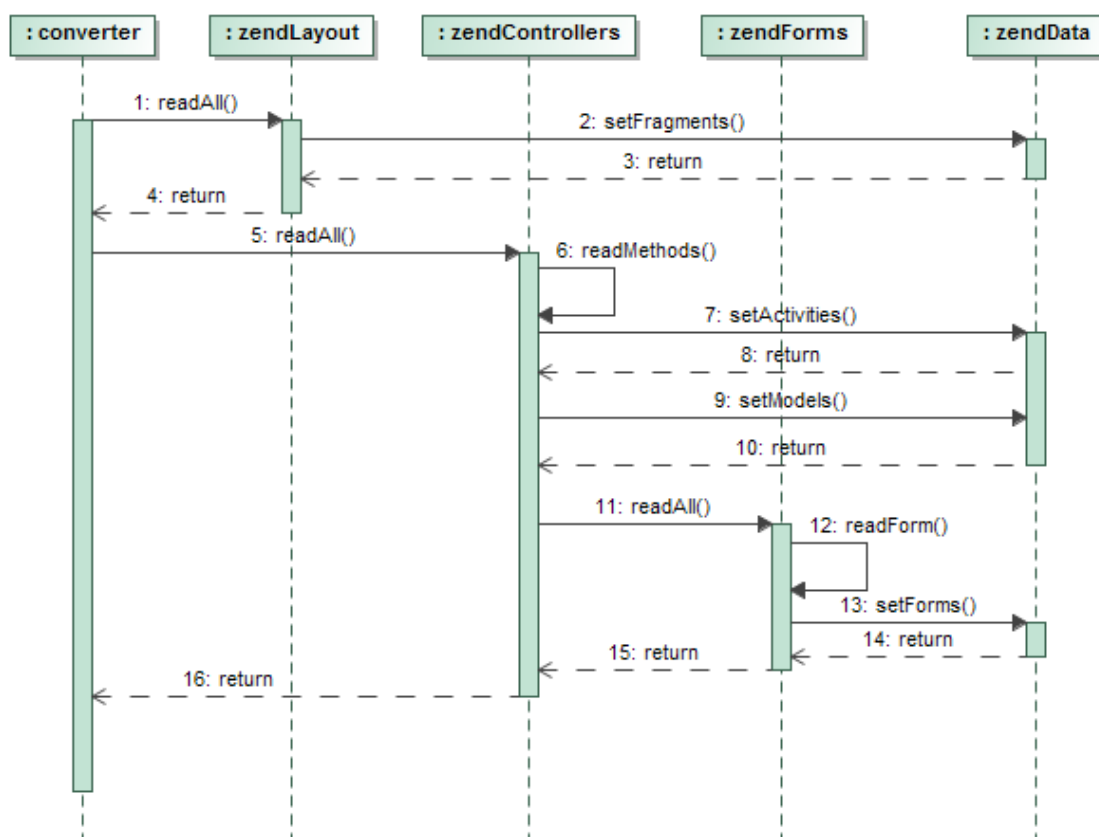 : converter
: zendLayout
: zendControllers
: zendForms
: zendData
1: readAll()
2: setFragments()
3: return
4: return
5: readAll()
6: readMethods()
7: setActivities()
8: return
9: setModels()
10: return
11: readAll()
12: readForm()
13: setForms()
14: return
15: return
16: return